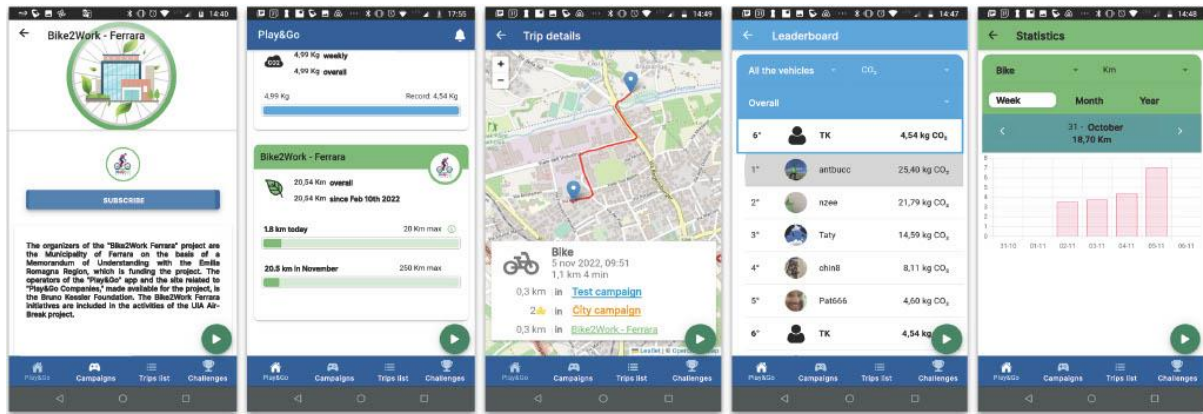 14:40
Bike2Work - Ferrara
SUBSCRIBE
The organizers of the "Bike2Work Ferrara" project are
the Municipality of Ferrara on the basis of a
Memorandum of Understanding with the Emilia
Romagna Region, which is funding the project. The
operators of the "Play&Go" app and the site related to
"Play&Go Companies," made available for the project, is
the Bruno Kessler Foundation. The Bike2Work Ferrara
initiatives are included in the activities of the UIA Air-
Break project.
Play&Go
Campaigns
Trips list
Challenges
17:55
Play&Go
CO2
4,99 Kg weekly
4,99 Kg overall
4,99 Kg
Record: 4,54 Kg
Bike2Work - Ferrara
20,54 Km overall
20,54 Km since Feb 10th 2022
1.8 km today
20 Km max
20.5 km in November
250 Km max
Play&Go
Campaigns
Trips list
Challenges
14:49
Trip details
+
−
Bike
5 nov 2022, 09:51
1,1 km 4 min
0,3 km in Test campaign
2 in City campaign
0,3 km in Bike2Work - Ferrara
Leaflet
Play&Go
Campaigns
Trips list
Challenges
14:47
Leaderboard
All the vehicles
CO₂
Overall
6° TK 4,54 kg CO₂
1° antbucc 25,40 kg CO₂
2° nzee 21,79 kg CO₂
3° Taty 14,59 kg CO₂
4° chin8 8,11 kg CO₂
5° Pat666 4,60 kg CO₂
6° TK 4,54 kg
Play&Go
Campaigns
Trips list
Challenges
14:48
Statistics
Bike
Km
Week
Month
Year
31 - October
18,70 Km
8
7
6
5
4
3
2
1
0
31-10 01-11 02-11 03-11 04-11 05-11 06-11
Play&Go
Campaigns
Trips list
Challenges